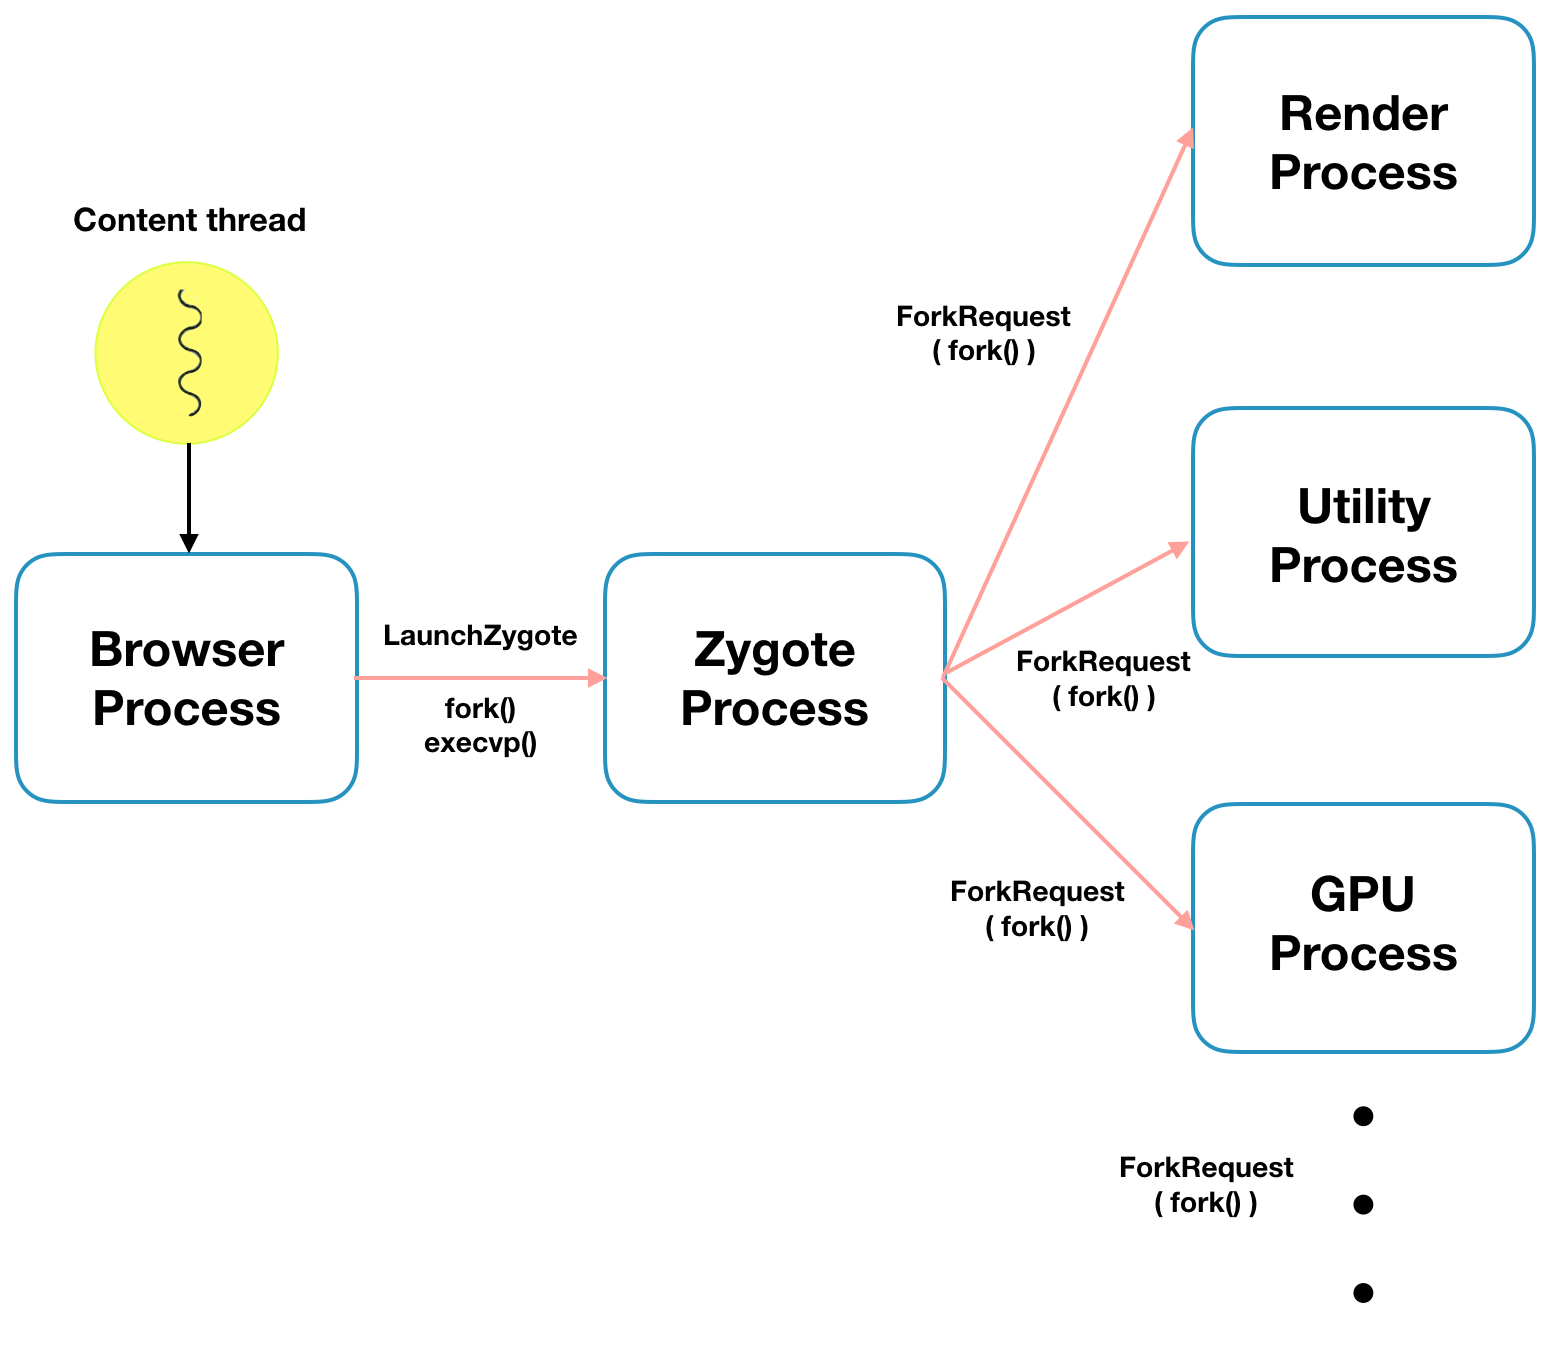 Content thread
Browser
Process
LaunchZygote
fork()
execvp()
Zygote
Process
ForkRequest
( fork() )
Render
Process
ForkRequest
( fork() )
Utility
Process
ForkRequest
( fork() )
GPU
Process
ForkRequest
( fork() )